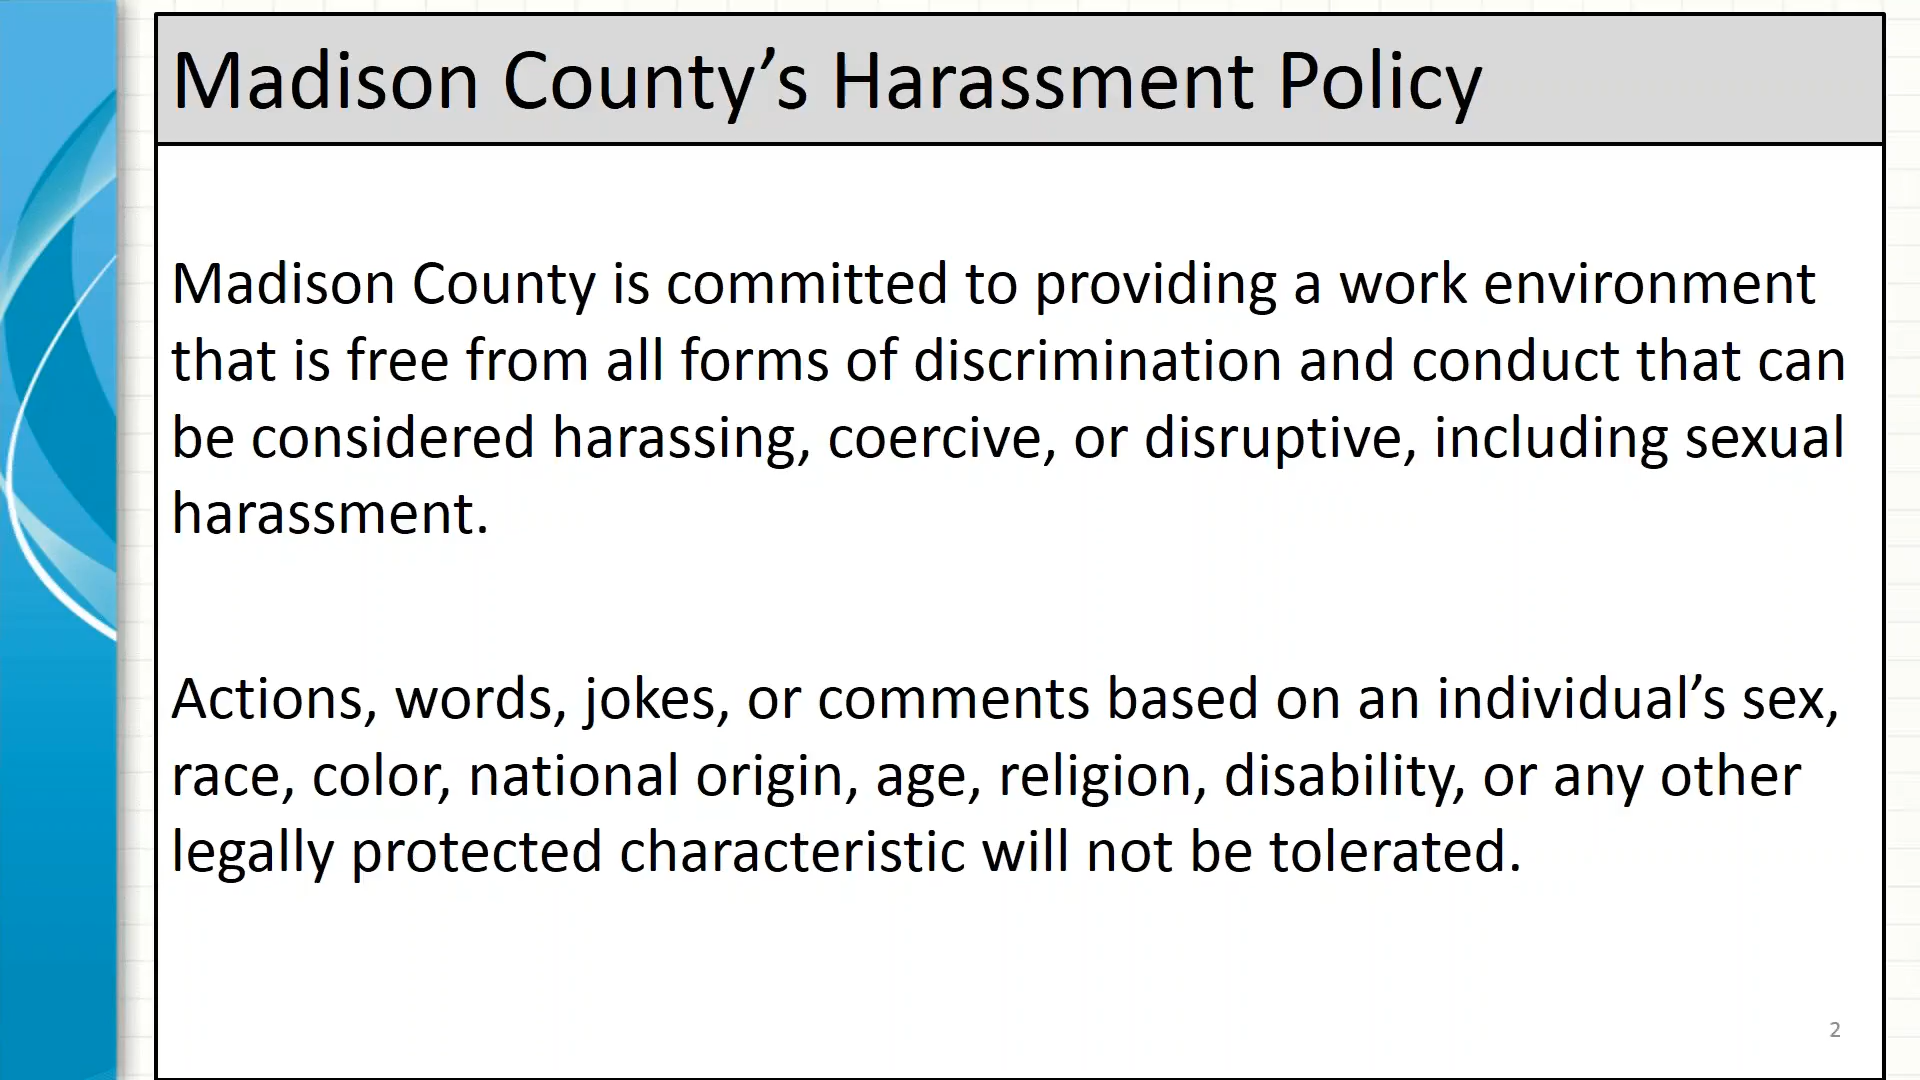 Madison County’s Harassment Policy
Madison County is committed to providing a work environment
that is free from all forms of discrimination and conduct that can
be considered harassing, coercive, or disruptive, including sexual
harassment.
Actions, words, jokes, or comments based on an individual’s sex,
race, color, national origin, age, religion, disability, or any other
legally protected characteristic will not be tolerated.
2